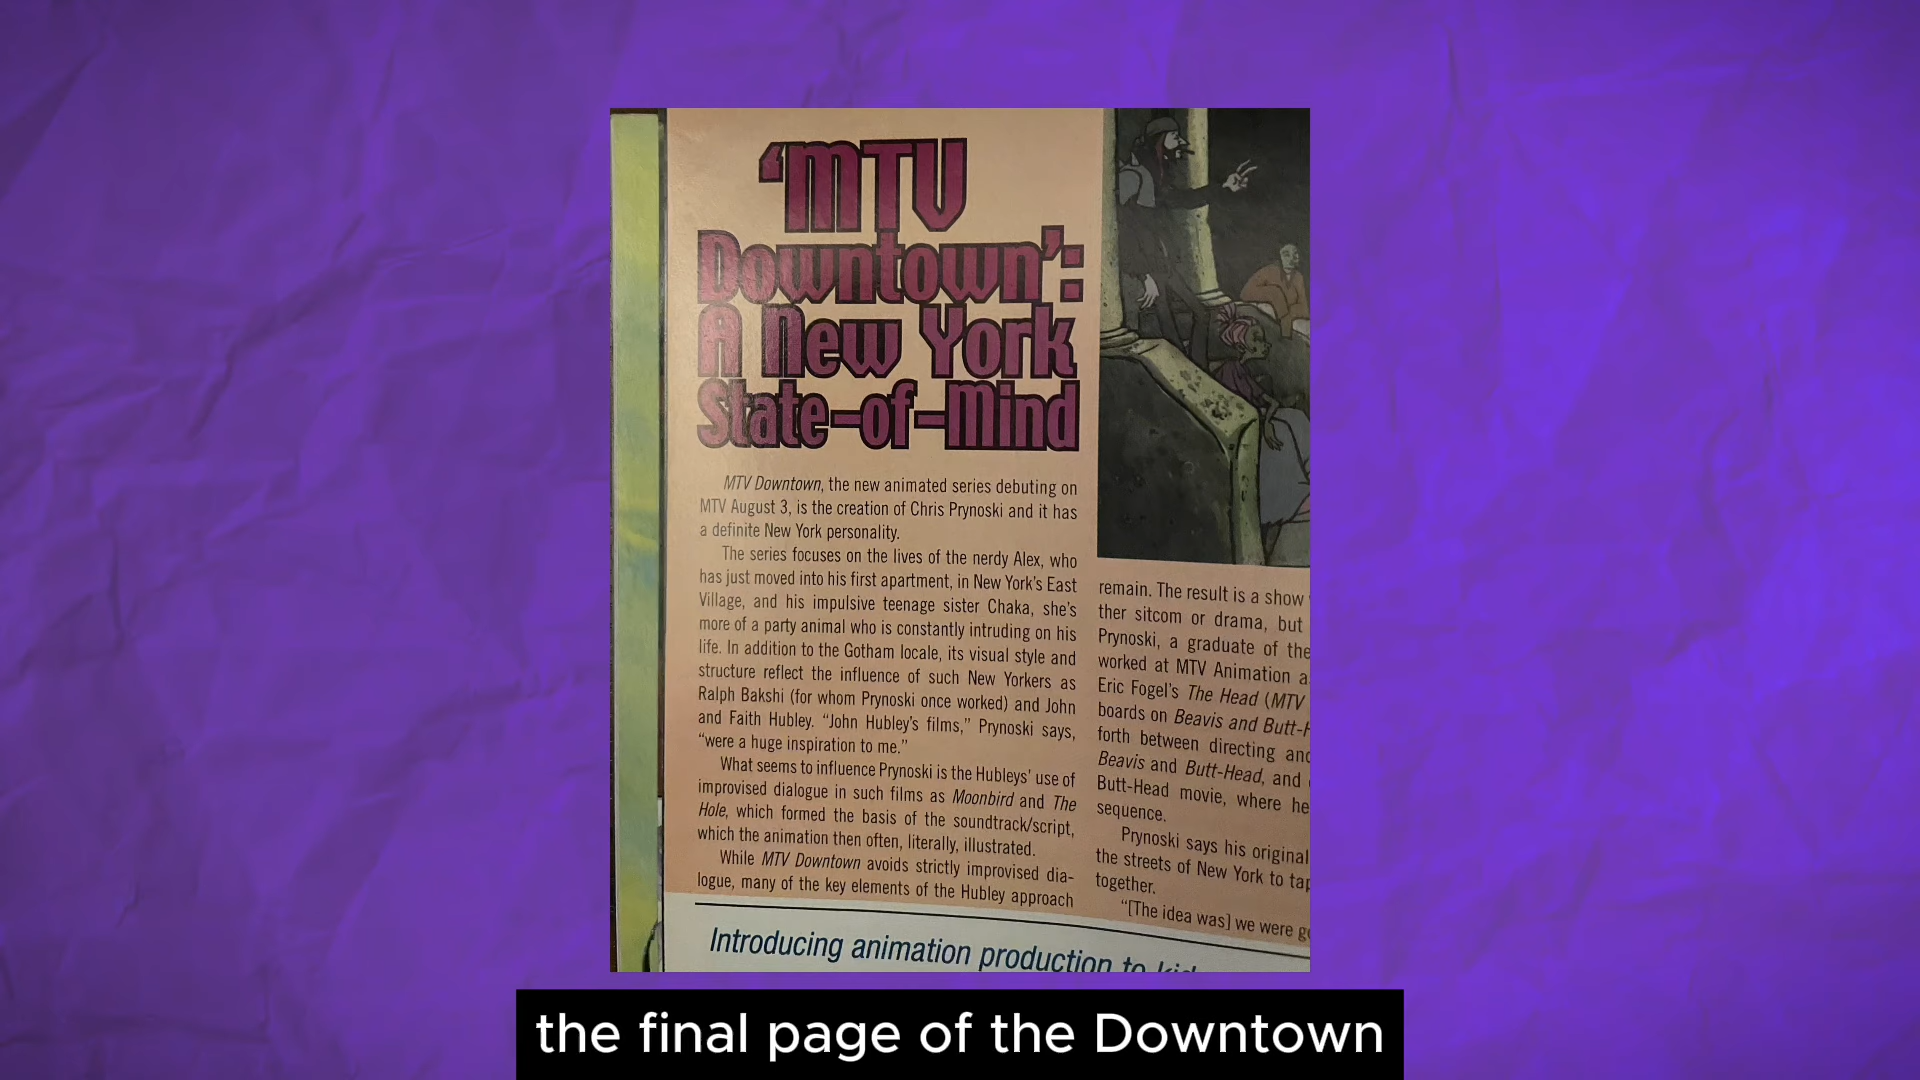 'MTV
Downtown':
A New York
State-of-Mind
MTV Downtown, the new animated series debuting on
MTV August 3, is the creation of Chris Prynoski and it has
a definite New York personality.
The series focuses on the lives of the nerdy Alex, who
has just moved into his first apartment, in New York's East
Village, and his impulsive teenage sister Chaka, she's
more of a party animal who is constantly intruding on his
life. In addition to the Gotham locale, its visual style and
structure reflect the influence of such New Yorkers as
Ralph Bakshi (for whom Prynoski once worked) and John
and Faith Hubley. “John Hubley's films,” Prynoski says,
“were a huge inspiration to me.”
What seems to influence Prynoski is the Hubleys' use of
improvised dialogue in such films as Moonbird and The
Hole, which formed the basis of the soundtrack/script,
which the animation then often, literally, illustrated.
While MTV Downtown avoids strictly improvised dia-
logue, many of the key elements of the Hubley approach
remain. The result is a show
ther sitcom or drama, but
Prynoski, a graduate of the
worked at MTV Animation a
Eric Fogel's The Head (MTV
boards on Beavis and Butt-H
forth between directing and
Beavis and Butt-Head, and
Butt-Head movie, where he
sequence.
Prynoski says his original
the streets of New York to tap
together.
“[The idea was] we were
Introducing animation production to
the final page of the Downtown